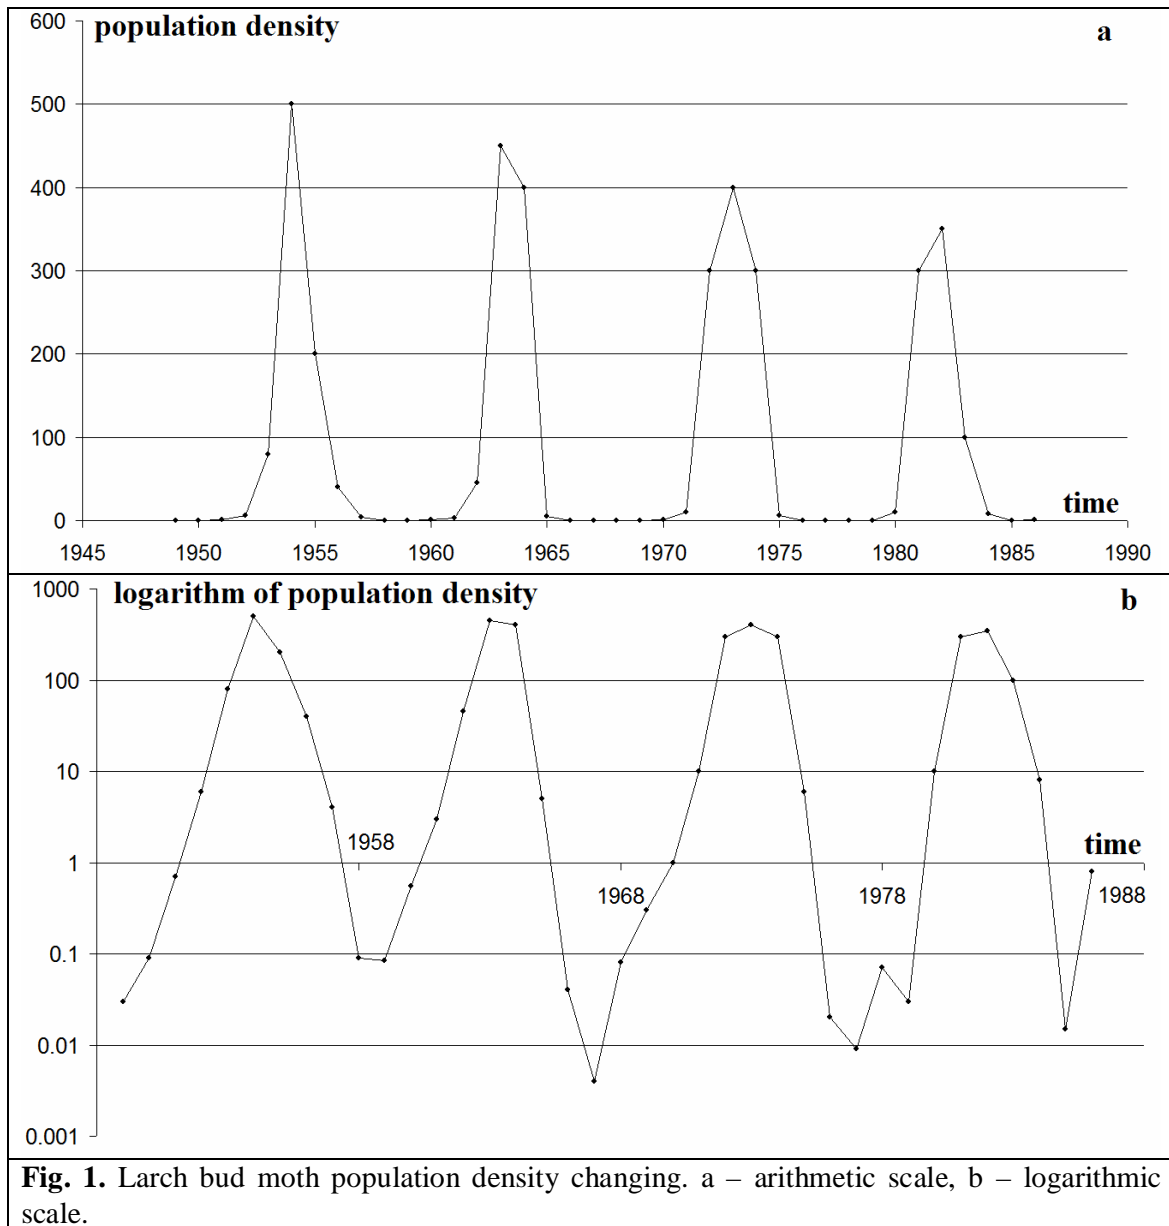 population density
a
600
500
400
300
200
100
0
time
1945 1950 1955 1960 1965 1970 1975 1980 1985 1990
logarithm of population density
b
1000
100
10
1
0.1
0.01
0.001
time
1958
1968
1978
1988
Fig. 1. Larch bud moth population density changing. a – arithmetic scale, b – logarithmic
scale.